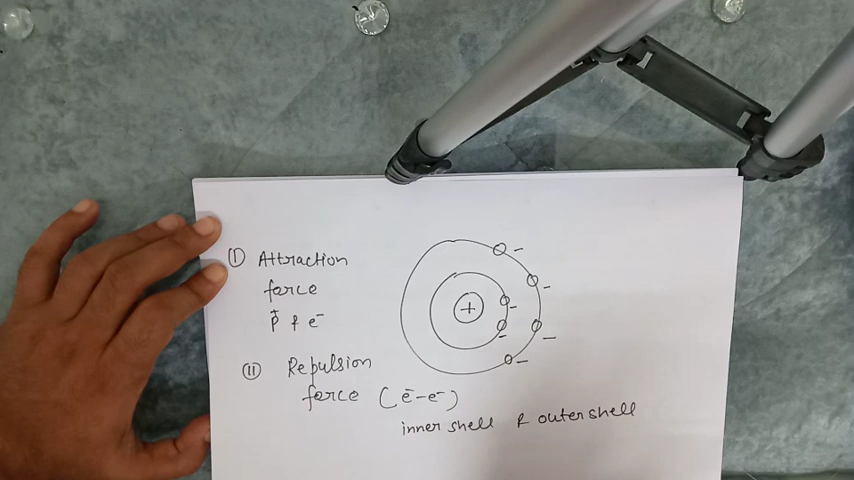 I Attraction
force
p̄ & e⁻
+
-
-
-
-
-
-
II Repulsion
force (ē-e⁻)
inner shell & outer shell